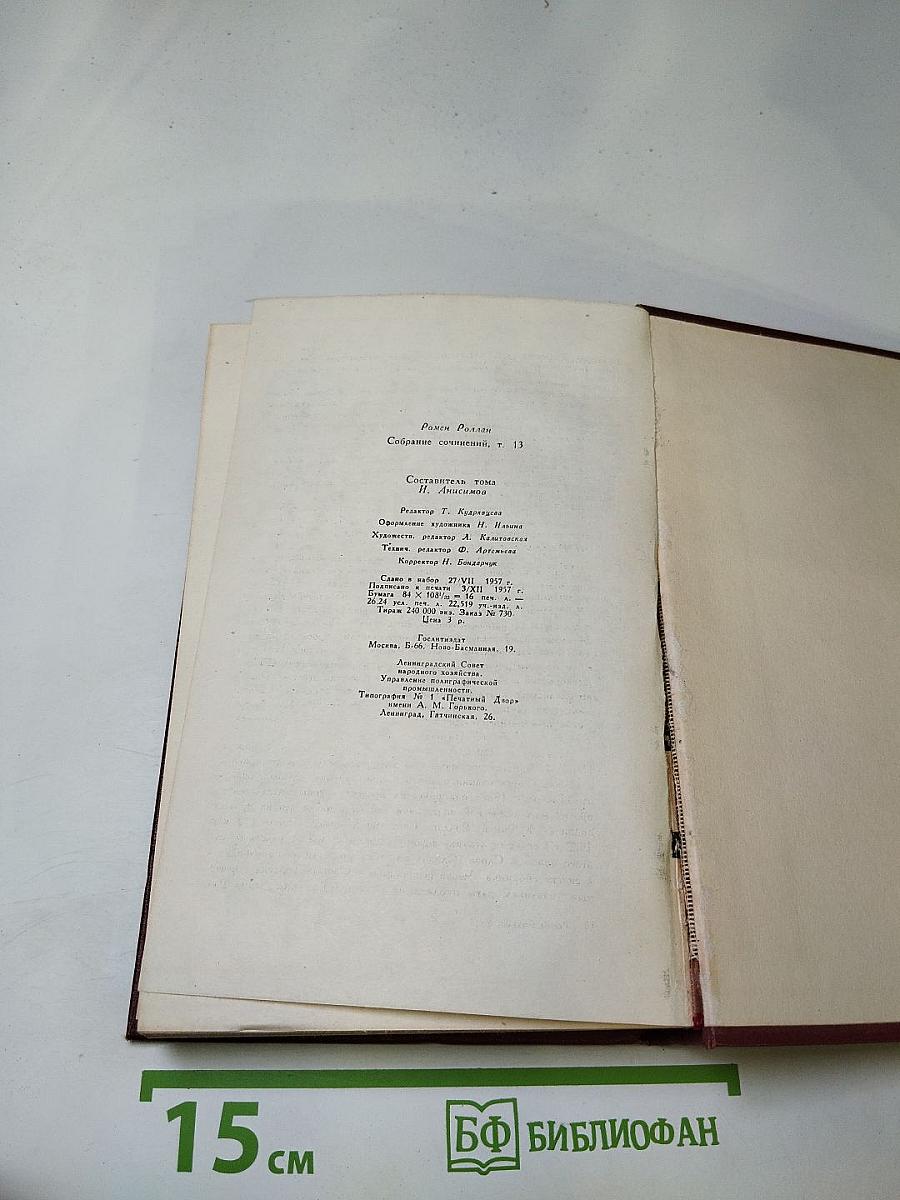 Ромен Роллан
Собрание сочинений, т. 13
Составитель тома
И. Анисимов
Редактор Т. Кудрявцева
Оформление художника Н. Ильина
Художеств. редактор Л. Калитовская
Технич. редактор Ф. Артемьева
Корректор Н. Бондарчук
Сдано в набор 27/VII 1957 г.
Подписано к печати 3/XII 1957 г.
Бумага 84 × 108¹/₃₂ = 16 печ. л. —
26,24 усл. печ. л. 22,519 уч.-изд. л.
Тираж 240 000 экз. Заказ № 730.
Цена 3 р.
Гослитиздат
Москва, Б-66, Ново-Басманная, 19.
Ленинградский Совет
народного хозяйства.
Управление полиграфической
промышленности.
Типография № 1 «Печатный Двор»
имени А. М. Горького.
Ленинград, Гатчинская, 26.
15 см
БФ БИБЛИОФАН